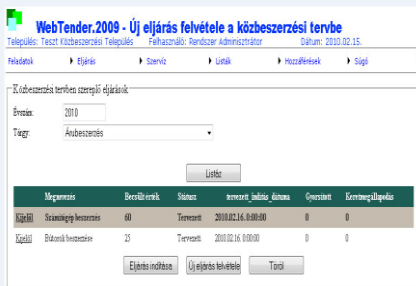 WebTender.2009 - Új eljárás felvétele a közbeszerzési tervbe
Település: Teszt Közbeszerzési Település Felhasználó: Rendszer Adminisztrátor Dátum: 2010.02.15.
Feladatok Eljárás Szervíz Listák Hozzáférések Súgó
Közbeszerzési tervben szereplő eljárások
Évszám: 2010
Tárgy: Árubeszerzés
Listáz
Megnevezés Becsült érték Státusz tervezett_indítás_dátuma Gyorsított Keretmegállapodás
Kijelöl Számítógép beszerzés 60 Tervezett 2010.02.16. 0:00:00 0 0
Kijelöl Bútorok beszerzése 25 Tervezett 2010.02.16. 0:00:00 0 0
Eljárás indítása Új eljárás felvétele Töröl